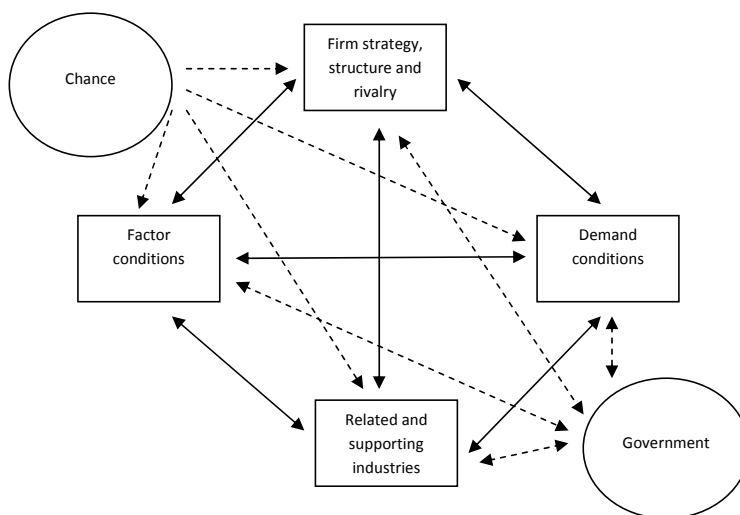 Firm strategy,
structure and
rivalry
Chance
Factor
conditions
Demand
conditions
Related and
supporting
industries
Government